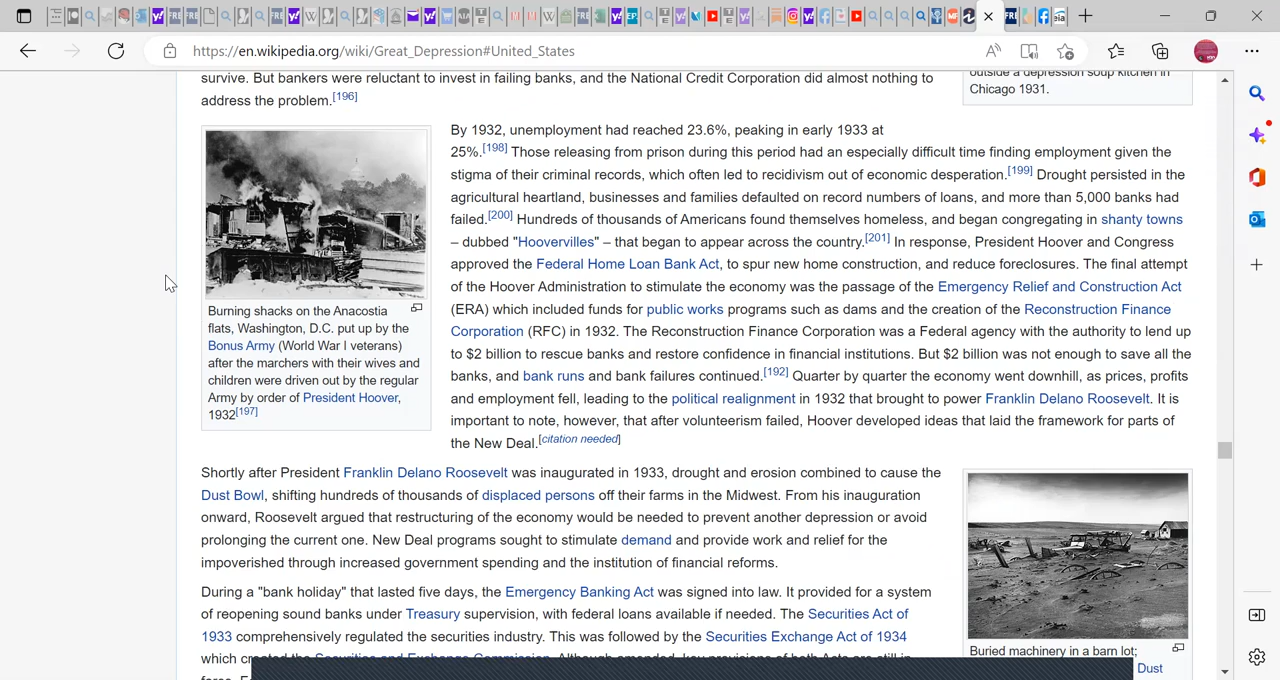 https://en.wikipedia.org/wiki/Great_Depression#United_States
survive. But bankers were reluctant to invest in failing banks, and the National Credit Corporation did almost nothing to
address the problem.[196]
outside a depression soup kitchen in
Chicago 1931.
By 1932, unemployment had reached 23.6%, peaking in early 1933 at
25%.[198] Those releasing from prison during this period had an especially difficult time finding employment given the
stigma of their criminal records, which often led to recidivism out of economic desperation.[199] Drought persisted in the
agricultural heartland, businesses and families defaulted on record numbers of loans, and more than 5,000 banks had
failed.[200] Hundreds of thousands of Americans found themselves homeless, and began congregating in shanty towns
– dubbed "Hoovervilles" – that began to appear across the country.[201] In response, President Hoover and Congress
approved the Federal Home Loan Bank Act, to spur new home construction, and reduce foreclosures. The final attempt
of the Hoover Administration to stimulate the economy was the passage of the Emergency Relief and Construction Act
(ERA) which included funds for public works programs such as dams and the creation of the Reconstruction Finance
Corporation (RFC) in 1932. The Reconstruction Finance Corporation was a Federal agency with the authority to lend up
to $2 billion to rescue banks and restore confidence in financial institutions. But $2 billion was not enough to save all the
banks, and bank runs and bank failures continued.[192] Quarter by quarter the economy went downhill, as prices, profits
and employment fell, leading to the political realignment in 1932 that brought to power Franklin Delano Roosevelt. It is
important to note, however, that after volunteerism failed, Hoover developed ideas that laid the framework for parts of
the New Deal.[citation needed]
Burning shacks on the Anacostia
flats, Washington, D.C. put up by the
Bonus Army (World War I veterans)
after the marchers with their wives and
children were driven out by the regular
Army by order of President Hoover,
1932[197]
Shortly after President Franklin Delano Roosevelt was inaugurated in 1933, drought and erosion combined to cause the
Dust Bowl, shifting hundreds of thousands of displaced persons off their farms in the Midwest. From his inauguration
onward, Roosevelt argued that restructuring of the economy would be needed to prevent another depression or avoid
prolonging the current one. New Deal programs sought to stimulate demand and provide work and relief for the
impoverished through increased government spending and the institution of financial reforms.
During a "bank holiday" that lasted five days, the Emergency Banking Act was signed into law. It provided for a system
of reopening sound banks under Treasury supervision, with federal loans available if needed. The Securities Act of
1933 comprehensively regulated the securities industry. This was followed by the Securities Exchange Act of 1934
which created the Securities and Exchange Commission. Although amended, key provisions of both Acts are still in
Buried machinery in a barn lot;
Dust